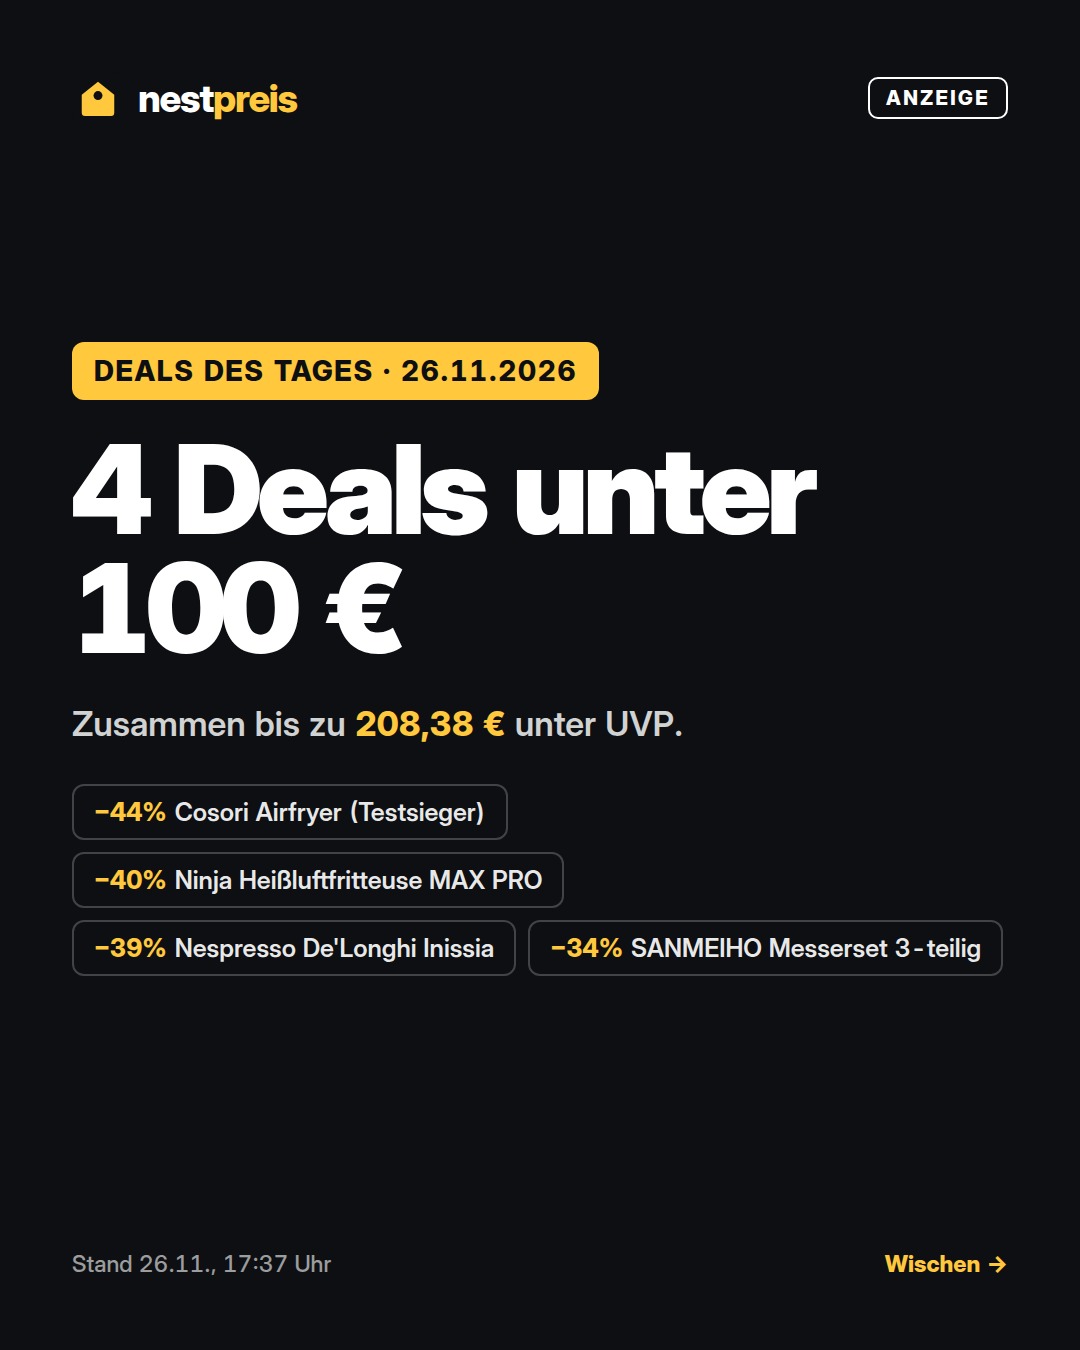 nestpreis
ANZEIGE
DEALS DES TAGES · 26.11.2026
4 Deals unter
100 €
Zusammen bis zu 208,38 € unter UVP.
−44% Cosori Airfryer (Testsieger)
−40% Ninja Heißluftfritteuse MAX PRO
−39% Nespresso De'Longhi Inissia
−34% SANMEIHO Messerset 3-teilig
Stand 26.11., 17:37 Uhr
Wischen →